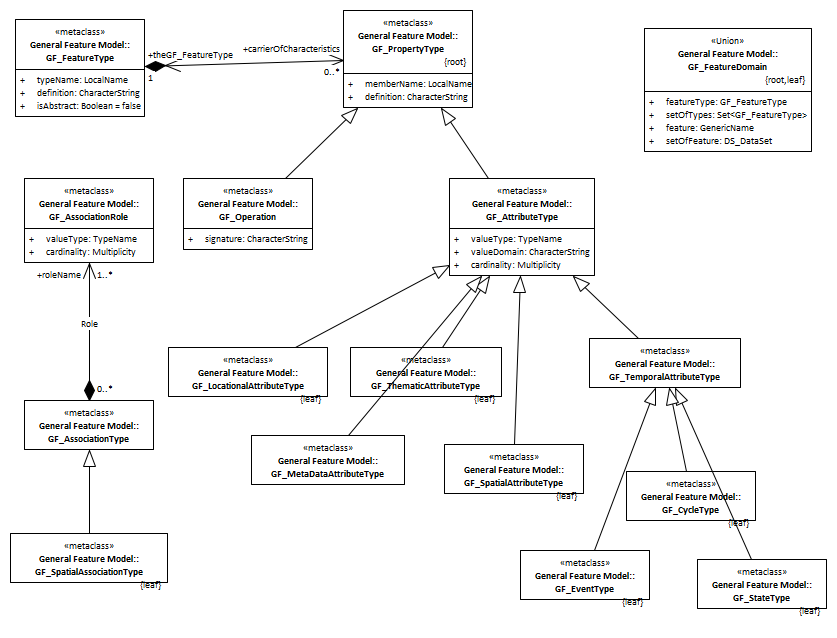 «metaclass»
General Feature Model::
GF_FeatureType
+ typeName: LocalName
+ definition: CharacterString
+ isAbstract: Boolean = false
+theGF_FeatureType
1
+carrierOfCharacteristics
0..*
«metaclass»
General Feature Model::
GF_PropertyType
{root}
+ memberName: LocalName
+ definition: CharacterString
«Union»
General Feature Model::
GF_FeatureDomain
{root,leaf}
+ featureType: GF_FeatureType
+ setOfTypes: Set<GF_FeatureType>
+ feature: GenericName
+ setOfFeature: DS_DataSet
«metaclass»
General Feature Model::
GF_AssociationRole
+ valueType: TypeName
+ cardinality: Multiplicity
«metaclass»
General Feature Model::
GF_Operation
+ signature: CharacterString
«metaclass»
General Feature Model::
GF_AttributeType
+ valueType: TypeName
+ valueDomain: CharacterString
+ cardinality: Multiplicity
+roleName
1..*
Role
0..*
«metaclass»
General Feature Model::
GF_LocationalAttributeType
{leaf}
«metaclass»
General Feature Model::
GF_ThematicAttributeType
{leaf}
«metaclass»
General Feature Model::
GF_TemporalAttributeType
«metaclass»
General Feature Model::
GF_AssociationType
«metaclass»
General Feature Model::
GF_MetaDataAttributeType
«metaclass»
General Feature Model::
GF_SpatialAttributeType
{leaf}
«metaclass»
General Feature Model::
GF_CycleType
{leaf}
«metaclass»
General Feature Model::
GF_SpatialAssociationType
{leaf}
«metaclass»
General Feature Model::
GF_EventType
{leaf}
«metaclass»
General Feature Model::
GF_StateType
{leaf}